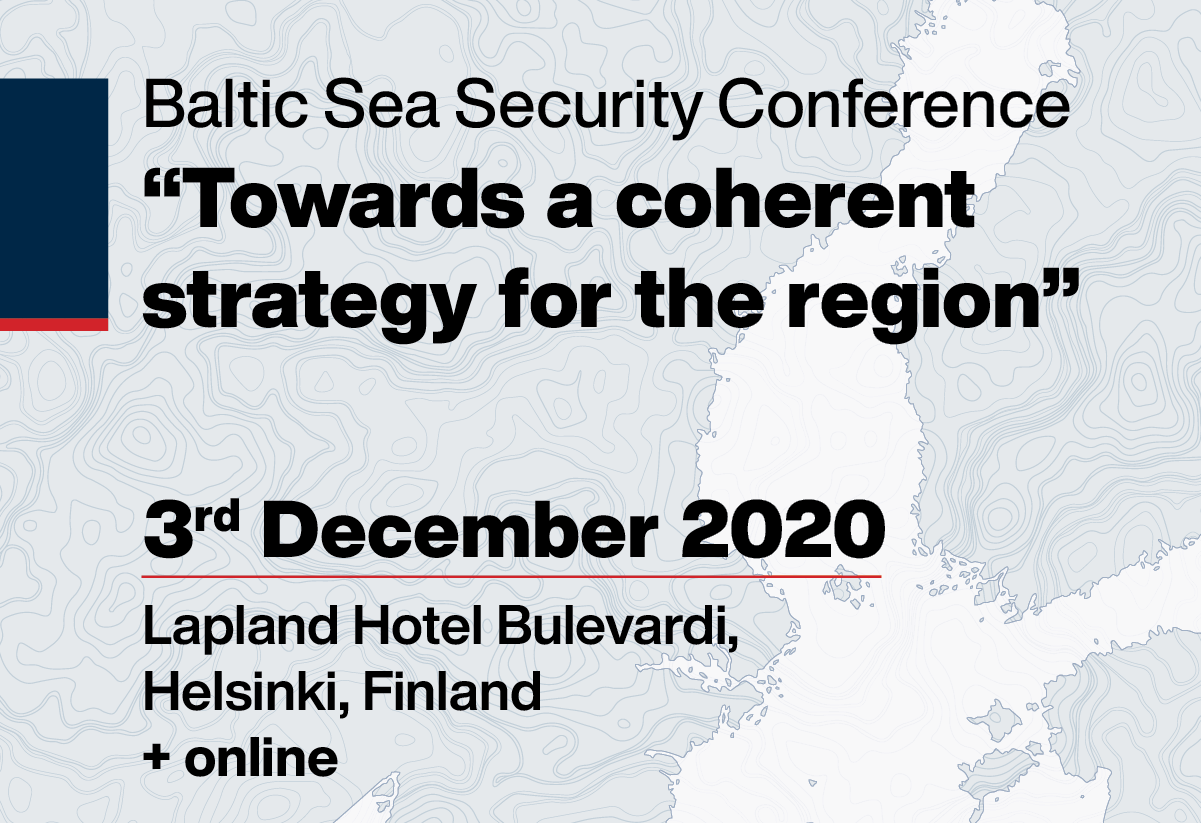 Baltic Sea Security Conference
“Towards a coherent
strategy for the region”
3rd December 2020
Lapland Hotel Bulevardi,
Helsinki, Finland
+ online